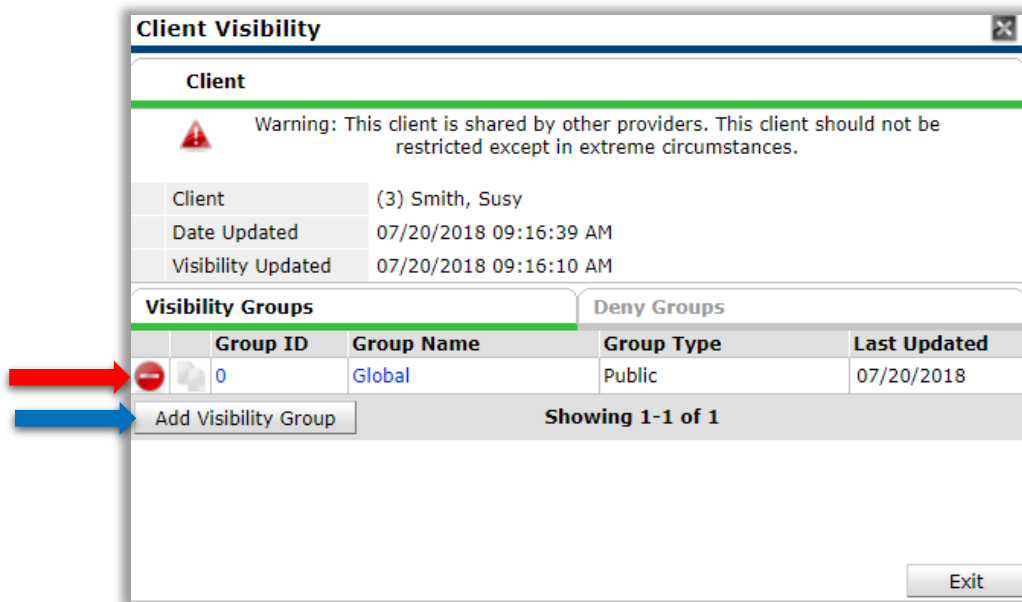 Client Visibility
Client
Warning: This client is shared by other providers. This client should not be
restricted except in extreme circumstances.
Client (3) Smith, Susy
Date Updated 07/20/2018 09:16:39 AM
Visibility Updated 07/20/2018 09:16:10 AM
Visibility Groups Deny Groups
Group ID Group Name Group Type Last Updated
0 Global Public 07/20/2018
Add Visibility Group Showing 1-1 of 1
Exit